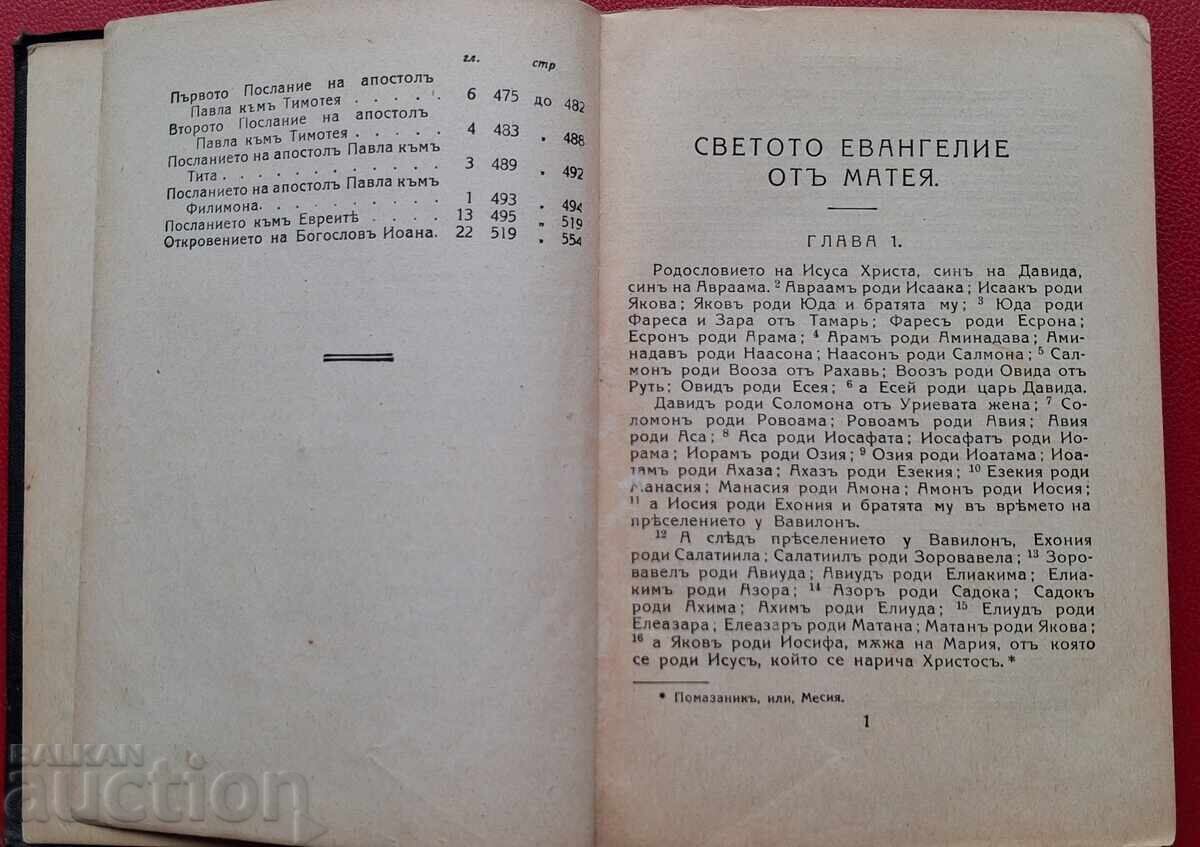 гл. стр
Първото Послание на апостолъ
Павла къмъ Тимотея . . . . . 6 475 до 482
Второто Послание на апостолъ
Павла къмъ Тимотея . . . . . 4 483 „ 488
Посланието на апостолъ Павла къмъ
Тита . . . . . . . . . . . . 3 489 „ 492
Посланието на апостолъ Павла къмъ
Филимона. . . . . . . . . . 1 493 „ 494
Посланието къмъ Евреитѣ . . . . 13 495 „ 519
Откровението на Богословъ Иоана. 22 519 „ 554
СВЕТОТО ЕВАНГЕЛИЕ
ОТЪ МАТЕЯ.
ГЛАВА 1.
Родословието на Исуса Христа, синъ на Давида,
синъ на Авраама. ² Авраамъ роди Исаака; Исаакъ роди
Якова; Яковъ роди Юда и братята му; ³ Юда роди
Фареса и Зара отъ Тамарь; Фаресъ роди Есрона;
Есронъ роди Арама; ⁴ Арамъ роди Аминадава; Ами-
надавъ роди Наасона; Наасонъ роди Салмона; ⁵ Сал-
монъ роди Вооза отъ Рахавь; Воозъ роди Овида отъ
Руть; Овидъ роди Есея; ⁶ а Есей роди царь Давида.
Давидъ роди Соломона отъ Уриевата жена; ⁷ Со-
ломонъ роди Ровоама; Ровоамъ роди Авия; Авия
роди Аса; ⁸ Аса роди Иосафата; Иосафатъ роди Ио-
рама; Иорамъ роди Озия; ⁹ Озия роди Иоатама; Иоа-
тамъ роди Ахаза; Ахазъ роди Езекия; ¹⁰ Езекия роди
Манасия; Манасия роди Амона; Амонъ роди Иосия;
¹¹ а Иосия роди Ехония и братята му въ врѣмето на
прѣселението у Вавилонъ.
¹² А слѣдъ прѣселението у Вавилонъ, Ехония
роди Салатиила; Салатиилъ роди Зоровавела; ¹³ Зоро-
вавелъ роди Авиуда; Авиудъ роди Елиакима; Елиа-
кимъ роди Азора; ¹⁴ Азоръ роди Садока; Садокъ
роди Ахима; Ахимъ роди Елиуда; ¹⁵ Елиудъ роди
Елеазара; Елеазаръ роди Матана; Матанъ роди Якова;
¹⁶ а Яковъ роди Иосифа, мѫжа на Мария, отъ която
се роди Исусъ, който се нарича Христосъ. *
* Помазаникъ, или, Месия.
1
BALKAN
auction